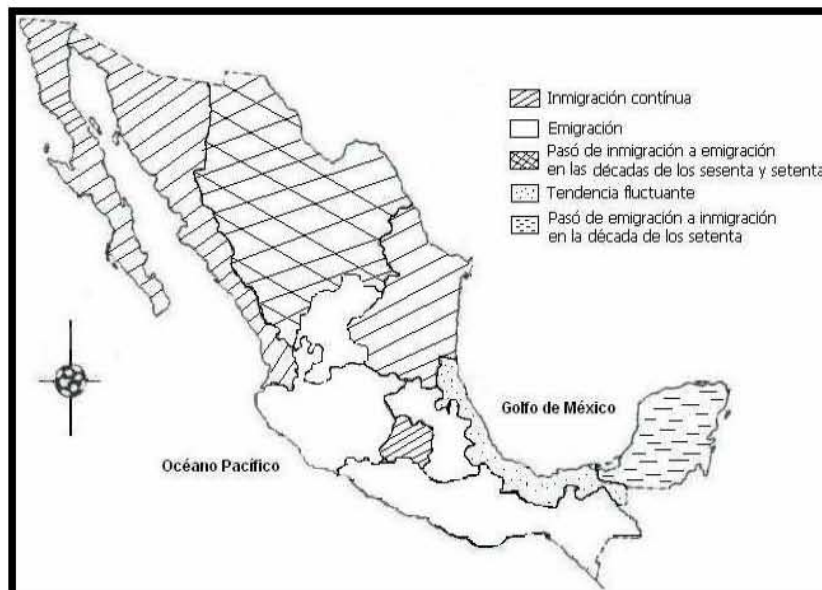 Inmigración contínua
Emigración
Pasó de inmigración a emigración
en las décadas de los sesenta y setenta
Tendencia fluctuante
Pasó de emigración a inmigración
en la década de los setenta
Golfo de México
Océano Pacífico